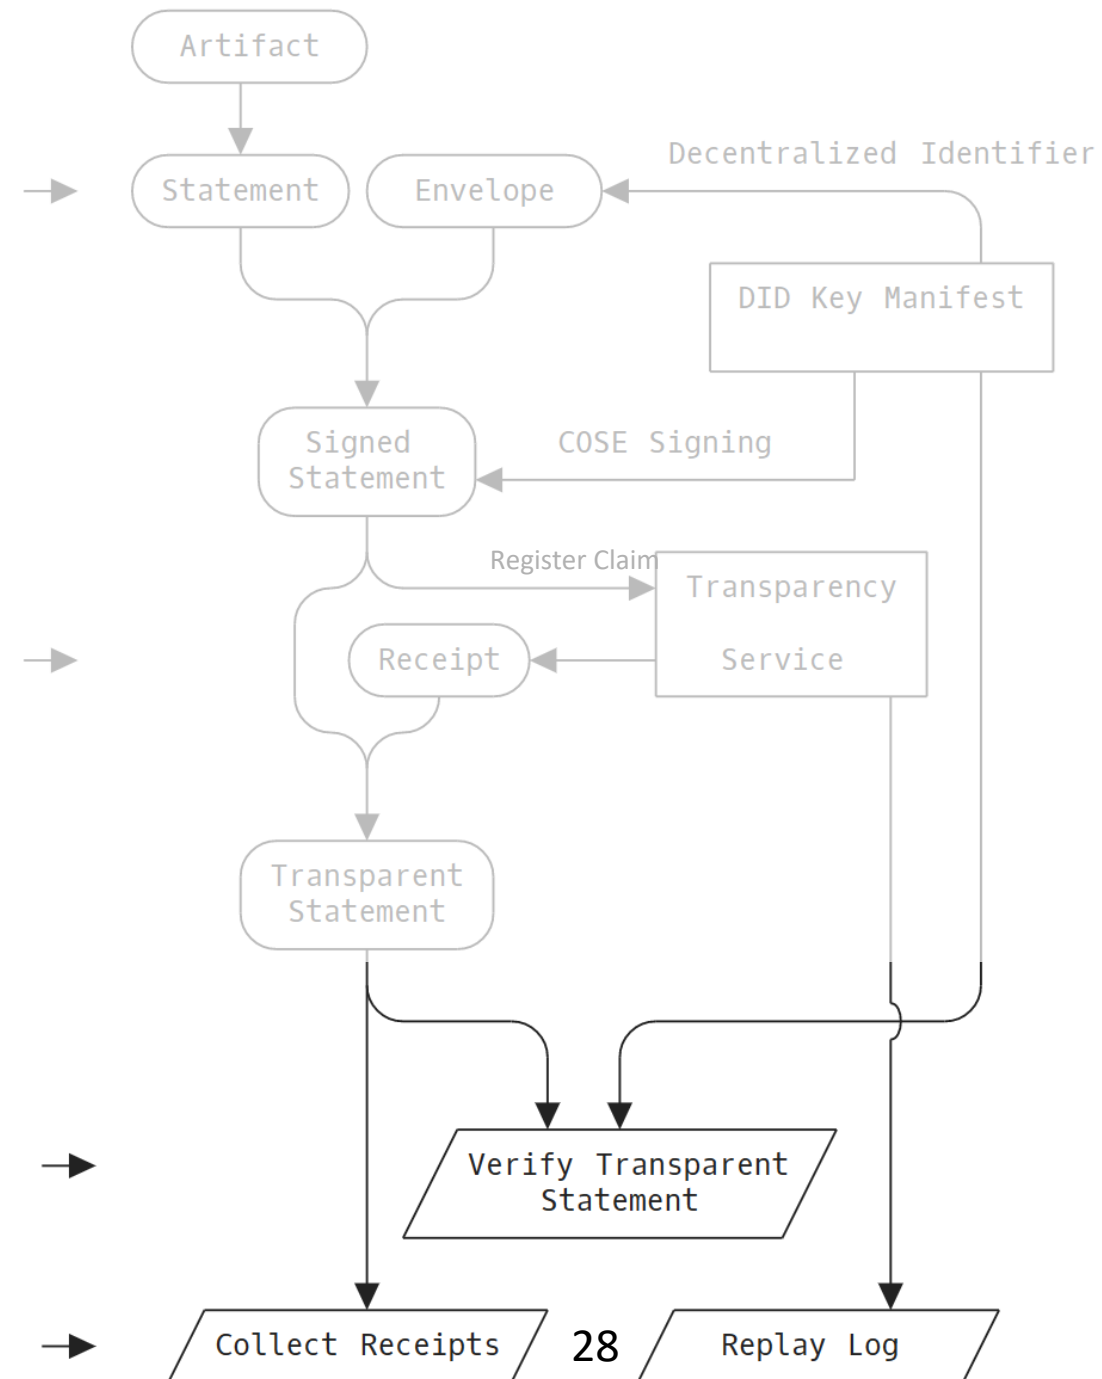 Artifact
Decentralized Identifier
Statement
Envelope
DID Key Manifest
Signed
Statement
COSE Signing
Register Claim
Transparency
Service
Receipt
Transparent
Statement
Verify Transparent
Statement
Collect Receipts
28
Replay Log